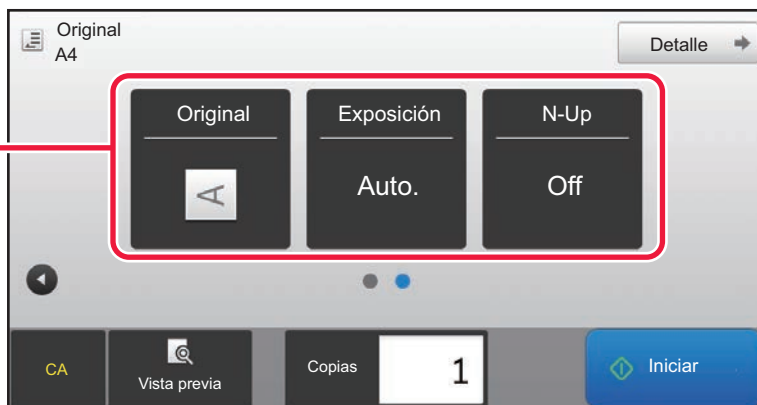 Original
A4
Detalle
Original
Exposición
N-Up
A
Auto.
Off
CA
Vista previa
Copias
1
Iniciar